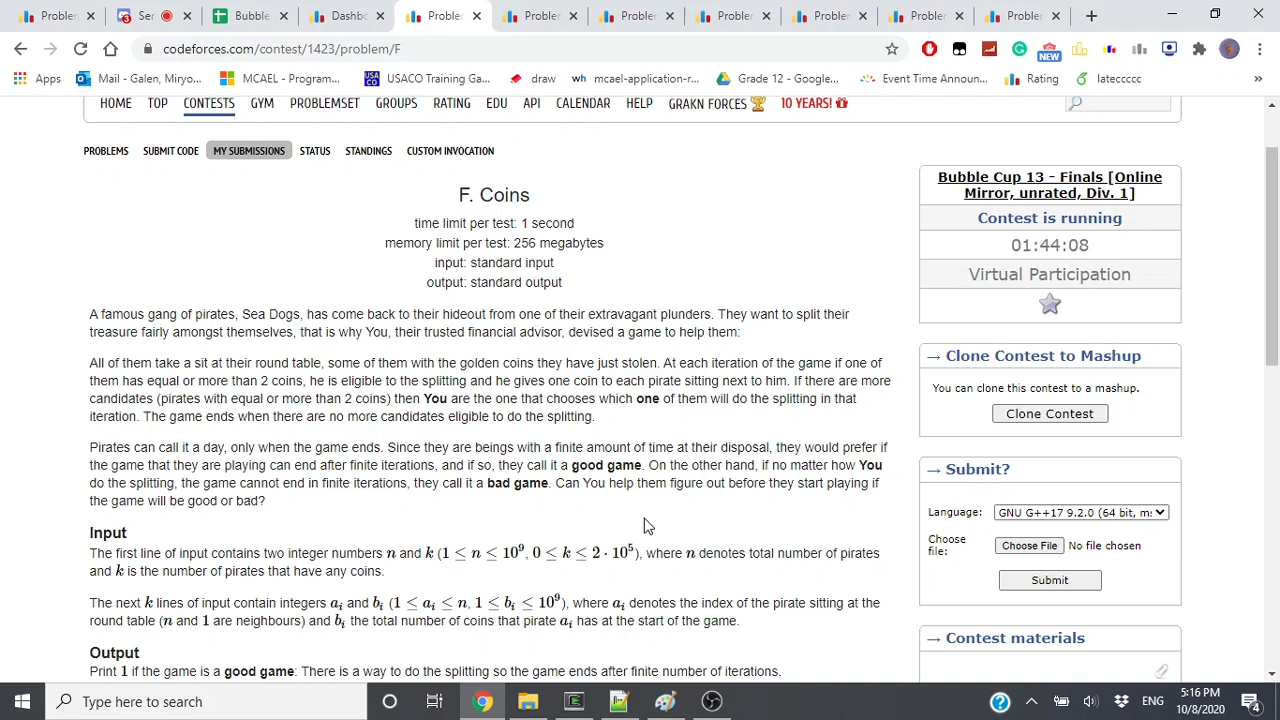 Problem
Ser
Bubble
Dashbo
Problem
Problem
Problem
Problem
Problem
Problem
Problem
codeforces.com/contest/1423/problem/F
NEW
Apps
Mail - Galen, Miryo...
MCAEL - Program...
USACO Training Ga...
draw
wh mcael-application-r...
Grade 12 - Google...
Event Time Announ...
Rating
lateccccc
»
HOME TOP CONTESTS GYM PROBLEMSET GROUPS RATING EDU API CALENDAR HELP GRAKN FORCES 10 YEARS!
PROBLEMS SUBMIT CODE MY SUBMISSIONS STATUS STANDINGS CUSTOM INVOCATION
F. Coins
time limit per test: 1 second
memory limit per test: 256 megabytes
input: standard input
output: standard output
A famous gang of pirates, Sea Dogs, has come back to their hideout from one of their extravagant plunders. They want to split their
treasure fairly amongst themselves, that is why You, their trusted financial advisor, devised a game to help them:
All of them take a sit at their round table, some of them with the golden coins they have just stolen. At each iteration of the game if one of
them has equal or more than 2 coins, he is eligible to the splitting and he gives one coin to each pirate sitting next to him. If there are more
candidates (pirates with equal or more than 2 coins) then You are the one that chooses which one of them will do the splitting in that
iteration. The game ends when there are no more candidates eligible to do the splitting.
Pirates can call it a day, only when the game ends. Since they are beings with a finite amount of time at their disposal, they would prefer if
the game that they are playing can end after finite iterations, and if so, they call it a good game. On the other hand, if no matter how You
do the splitting, the game cannot end in finite iterations, they call it a bad game. Can You help them figure out before they start playing if
the game will be good or bad?
Input
The first line of input contains two integer numbers n and k (1 ≤ n ≤ 10⁹, 0 ≤ k ≤ 2 · 10⁵), where n denotes total number of pirates
and k is the number of pirates that have any coins.
The next k lines of input contain integers aᵢ and bᵢ (1 ≤ aᵢ ≤ n, 1 ≤ bᵢ ≤ 10⁹), where aᵢ denotes the index of the pirate sitting at the
round table (n and 1 are neighbours) and bᵢ the total number of coins that pirate aᵢ has at the start of the game.
Output
Print 1 if the game is a good game: There is a way to do the splitting so the game ends after finite number of iterations.
Bubble Cup 13 - Finals [Online
Mirror, unrated, Div. 1]
Contest is running
01:44:08
Virtual Participation
→ Clone Contest to Mashup
You can clone this contest to a mashup.
Clone Contest
→ Submit?
Language: GNU G++17 9.2.0 (64 bit, ms
Choose
file: Choose File No file chosen
Submit
→ Contest materials
Type here to search
ENG
5:16 PM
10/8/2020
4